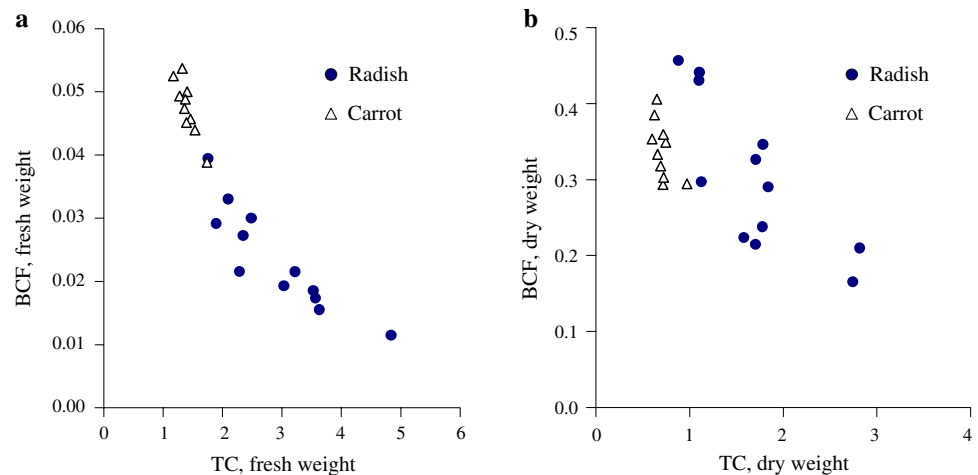 a
0.06
0.05
0.04
0.03
0.02
0.01
0.00
BCF, fresh weight
Radish
Carrot
0 1 2 3 4 5 6
TC, fresh weight
b
0.5
0.4
0.3
0.2
0.1
0.0
BCF, dry weight
Radish
Carrot
0 1 2 3 4
TC, dry weight